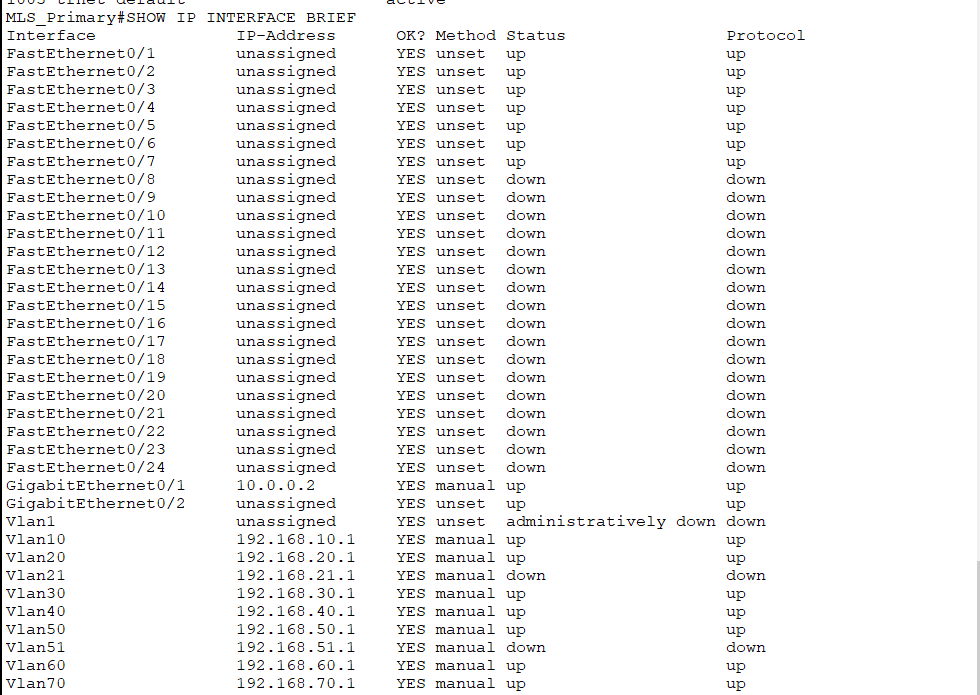 1005 trnet default active
MLS_Primary#SHOW IP INTERFACE BRIEF
Interface IP-Address OK? Method Status Protocol
FastEthernet0/1 unassigned YES unset up up
FastEthernet0/2 unassigned YES unset up up
FastEthernet0/3 unassigned YES unset up up
FastEthernet0/4 unassigned YES unset up up
FastEthernet0/5 unassigned YES unset up up
FastEthernet0/6 unassigned YES unset up up
FastEthernet0/7 unassigned YES unset up up
FastEthernet0/8 unassigned YES unset down down
FastEthernet0/9 unassigned YES unset down down
FastEthernet0/10 unassigned YES unset down down
FastEthernet0/11 unassigned YES unset down down
FastEthernet0/12 unassigned YES unset down down
FastEthernet0/13 unassigned YES unset down down
FastEthernet0/14 unassigned YES unset down down
FastEthernet0/15 unassigned YES unset down down
FastEthernet0/16 unassigned YES unset down down
FastEthernet0/17 unassigned YES unset down down
FastEthernet0/18 unassigned YES unset down down
FastEthernet0/19 unassigned YES unset down down
FastEthernet0/20 unassigned YES unset down down
FastEthernet0/21 unassigned YES unset down down
FastEthernet0/22 unassigned YES unset down down
FastEthernet0/23 unassigned YES unset down down
FastEthernet0/24 unassigned YES unset down down
GigabitEthernet0/1 10.0.0.2 YES manual up up
GigabitEthernet0/2 unassigned YES unset up up
Vlan1 unassigned YES unset administratively down down
Vlan10 192.168.10.1 YES manual up up
Vlan20 192.168.20.1 YES manual up up
Vlan21 192.168.21.1 YES manual down down
Vlan30 192.168.30.1 YES manual up up
Vlan40 192.168.40.1 YES manual up up
Vlan50 192.168.50.1 YES manual up up
Vlan51 192.168.51.1 YES manual down down
Vlan60 192.168.60.1 YES manual up up
Vlan70 192.168.70.1 YES manual up up